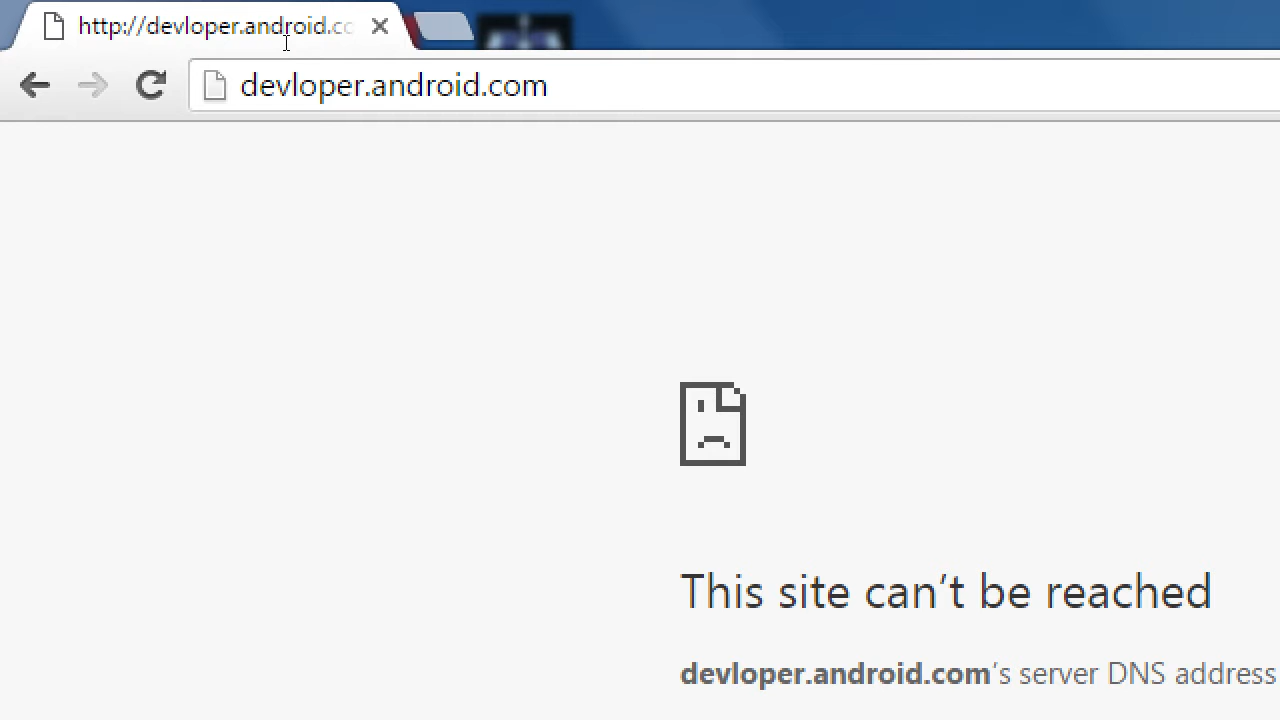 http://devloper.android.co
devloper.android.com
This site can’t be reached
devloper.android.com’s server DNS address